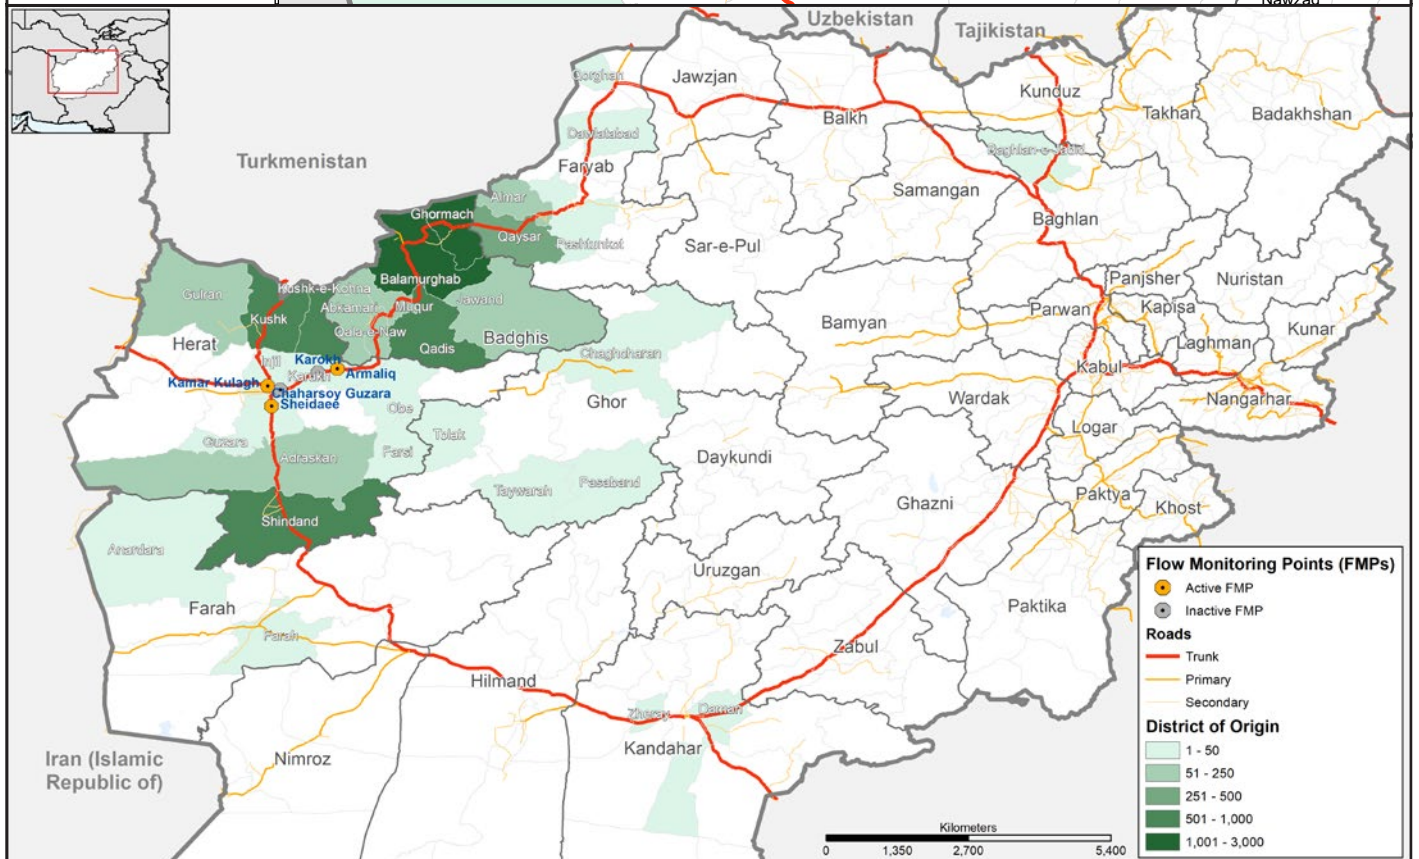 Nawzad
Uzbekistan
Tajikistan
Turkmenistan
Qorghan
Jawzjan
Kunduz
Balkh
Takhar
Badakhshan
Dawlatabad
Baghlan-e-Jadid
Faryab
Samangan
Almar
Ghormach
Qaysar
Pashtunkot
Sar-e-Pul
Baghlan
Balamurghab
Panjsher
Nuristan
Gulran
Kushk-e-Kohna
Jawand
Abkamari
Muqur
Parwan
Kapisa
Kushk
Qala-e-Naw
Bamyan
Kunar
Herat
Qadis
Badghis
Laghman
Injil
Karokh
Karukh
Armaliq
Chaghcharan
Kabul
Kamar Kulagh
Chaharsoy Guzara
Sheidaee
Obe
Ghor
Wardak
Nangarhar
Guzara
Tolak
Logar
Farsi
Adraskan
Daykundi
Taywarah
Pasaband
Ghazni
Paktya
Khost
Shindand
Anardara
Uruzgan
Farah
Paktika
Farah
Zabul
Hilmand
Zheray
Daman
Kandahar
Nimroz
Iran (Islamic
Republic of)
Flow Monitoring Points (FMPs)
Active FMP
Inactive FMP
Roads
Trunk
Primary
Secondary
District of Origin
1 - 50
51 - 250
251 - 500
501 - 1,000
1,001 - 3,000
Kilometers
0 1,350 2,700 5,400